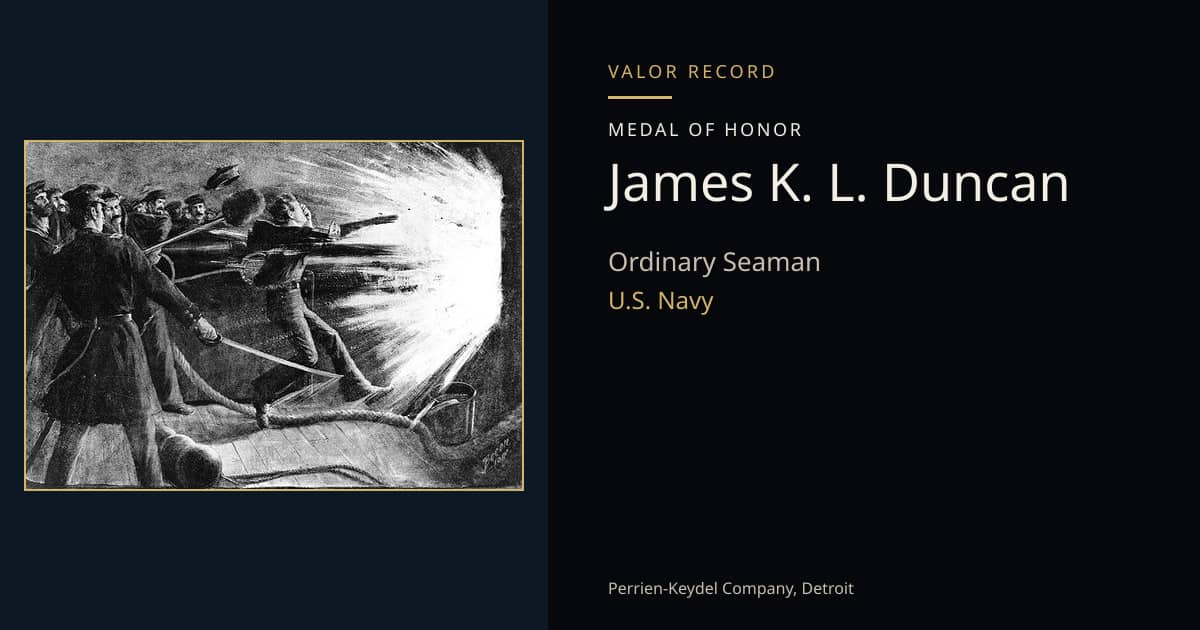 VALOR RECORD
MEDAL OF HONOR
James K. L. Duncan
Ordinary Seaman
U.S. Navy
Perrien-Keydel Company, Detroit